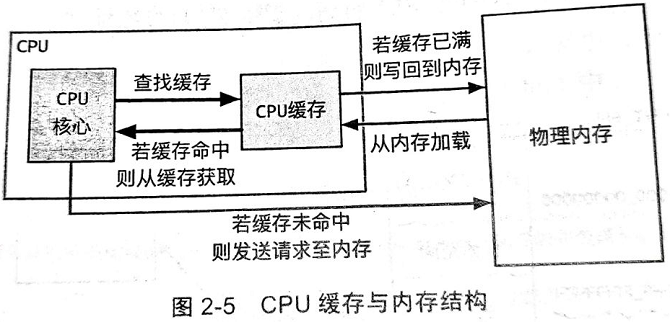 CPU
CPU
核心
查找缓存
若缓存命中
则从缓存获取
CPU缓存
若缓存已满
则写回到内存
从内存加载
物理内存
若缓存未命中
则发送请求至内存
图 2-5 CPU 缓存与内存结构